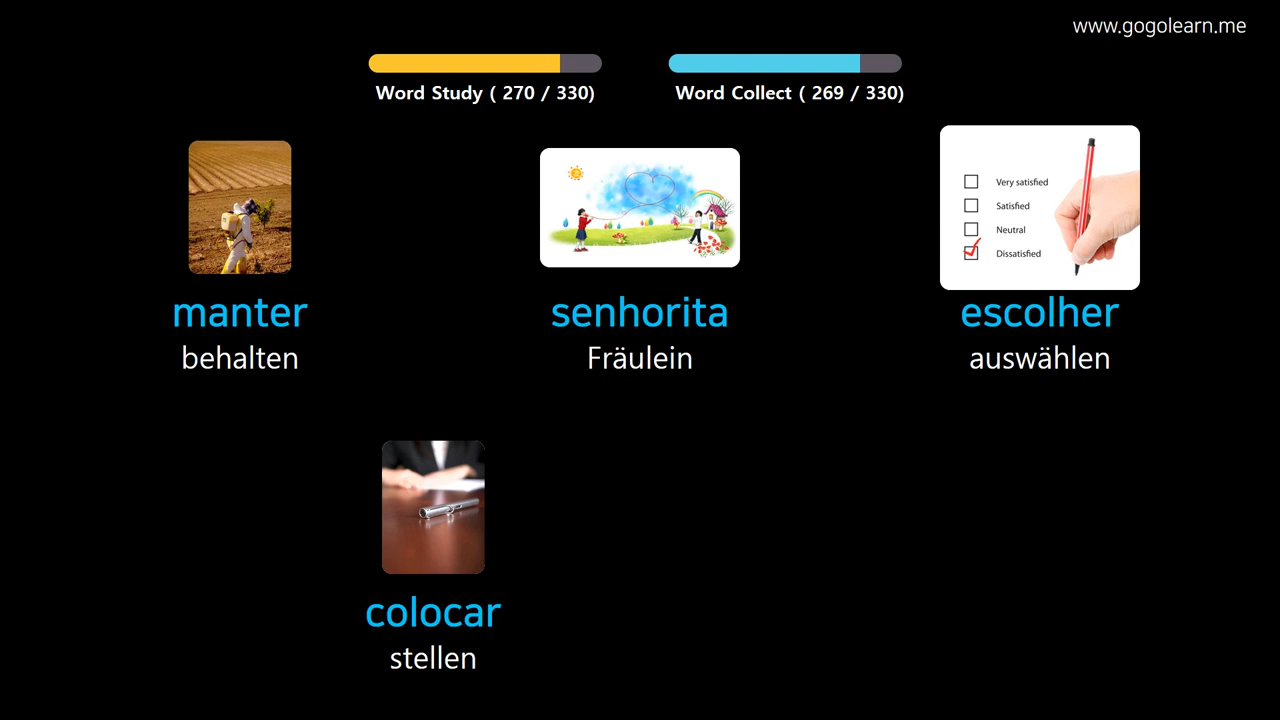 www.gogolearn.me
Word Study ( 270 / 330)
Word Collect ( 269 / 330)
Very satisfied
Satisfied
Neutral
Dissatisfied
manter
behalten
senhorita
Fräulein
escolher
auswählen
colocar
stellen